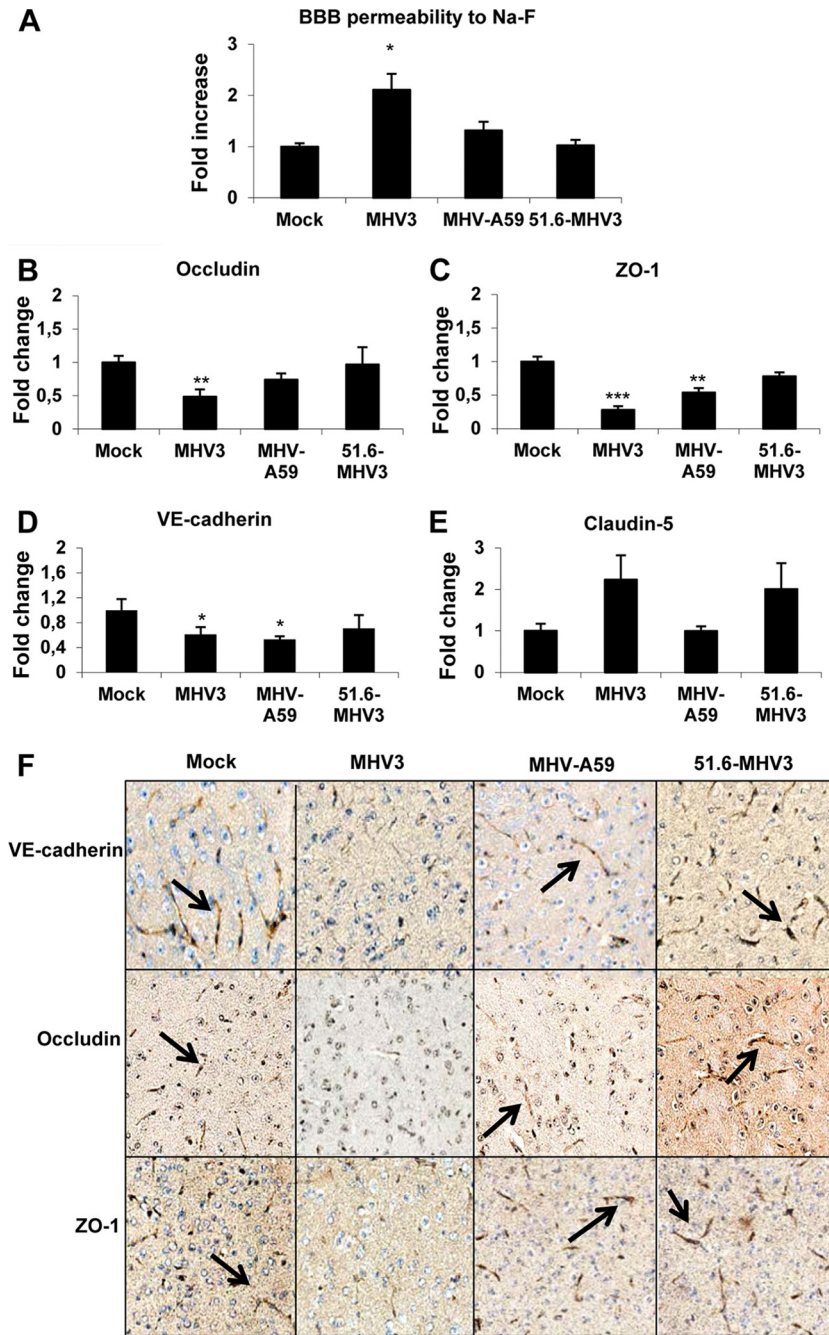 A
BBB permeability to Na-F
Fold increase
3
2
1
0
*
Mock
MHV3
MHV-A59
51.6-MHV3
B
Occludin
Fold change
2
1,5
1
0,5
0
**
Mock
MHV3
MHV-
A59
51.6-
MHV3
C
ZO-1
Fold change
2
1,5
1
0,5
0
***
**
Mock
MHV3
MHV-
A59
51.6-
MHV3
D
VE-cadherin
Fold change
2
1,6
1,2
0,8
0,4
0
*
*
Mock
MHV3
MHV-
A59
51.6-
MHV3
E
Claudin-5
Fold change
3
2
1
0
Mock
MHV3
MHV-
A59
51.6-
MHV3
F
Mock
MHV3
MHV-A59
51.6-MHV3
VE-cadherin
Occludin
ZO-1